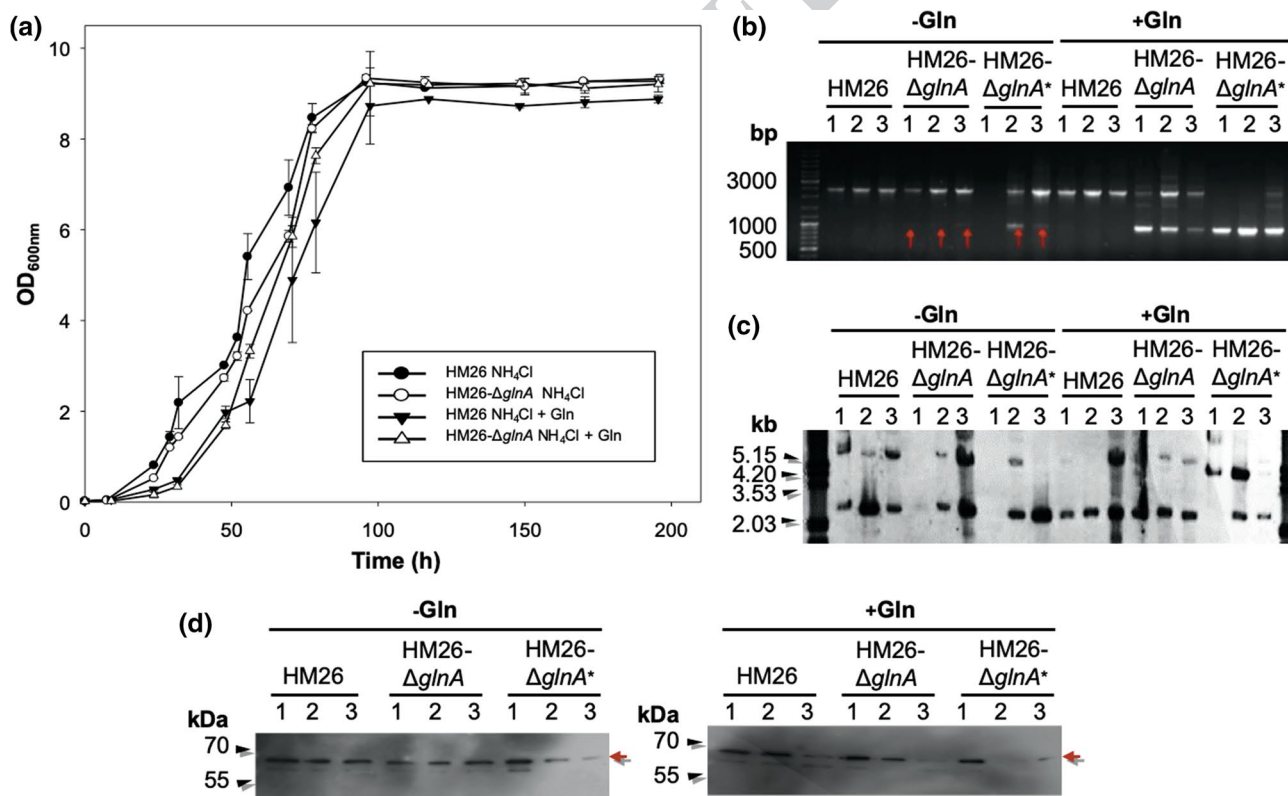 (a)
10
8
6
4
2
0
OD600nm
0 50 100 150 200
Time (h)
HM26 NH4Cl
HM26-ΔglnA NH4Cl
HM26 NH4Cl + Gln
HM26-ΔglnA NH4Cl + Gln
(b)
-Gln +Gln
HM26 HM26-ΔglnA HM26-ΔglnA* HM26 HM26-ΔglnA HM26-ΔglnA*
1 2 3 1 2 3 1 2 3 1 2 3 1 2 3 1 2 3
bp
3000
1000
500
(c)
-Gln +Gln
HM26 HM26-ΔglnA HM26-ΔglnA* HM26 HM26-ΔglnA HM26-ΔglnA*
1 2 3 1 2 3 1 2 3 1 2 3 1 2 3 1 2 3
kb
5.15
4.20
3.53
2.03
(d)
-Gln
HM26 HM26-ΔglnA HM26-ΔglnA*
1 2 3 1 2 3 1 2 3
kDa
70
55
+Gln
HM26 HM26-ΔglnA HM26-ΔglnA*
1 2 3 1 2 3 1 2 3
kDa
70
55